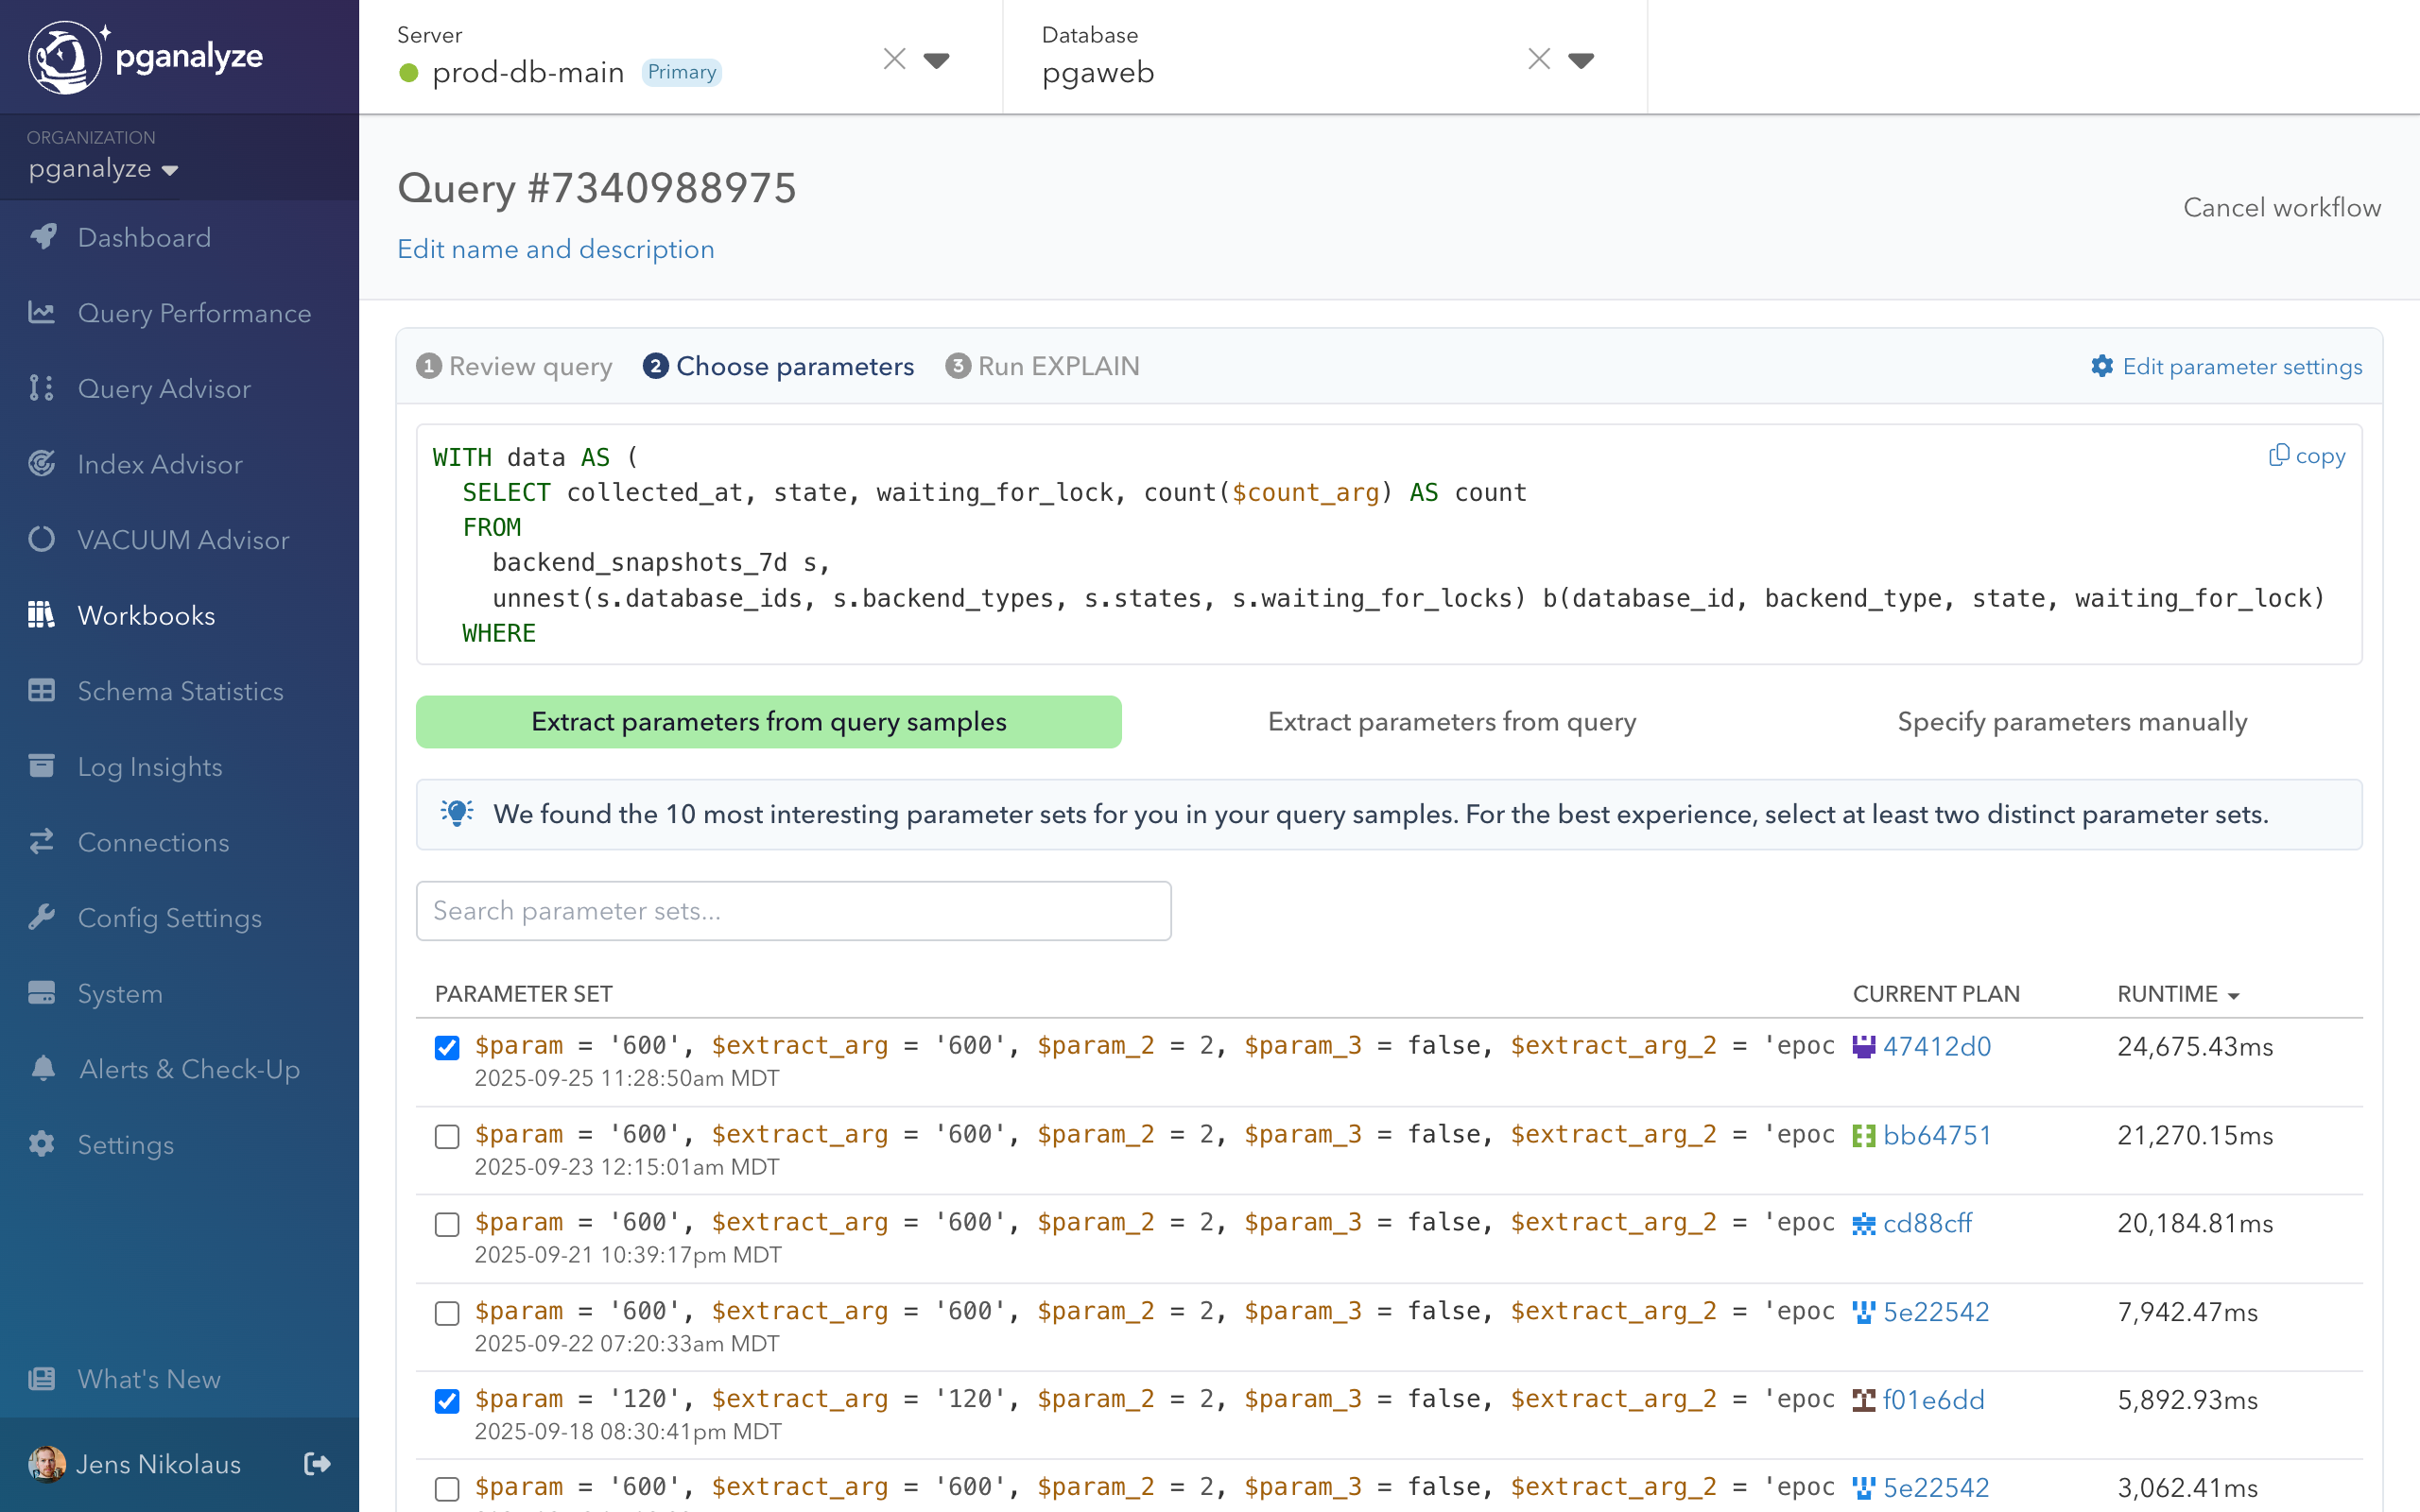 pganalyze
Server
prod-db-main Primary
Database
pgaweb
ORGANIZATION
pganalyze
Dashboard
Query Performance
Query Advisor
Index Advisor
VACUUM Advisor
Workbooks
Schema Statistics
Log Insights
Connections
Config Settings
System
Alerts & Check-Up
Settings
What's New
Jens Nikolaus
Query #7340988975
Edit name and description
Cancel workflow
1 Review query 2 Choose parameters 3 Run EXPLAIN
Edit parameter settings
copy
WITH data AS (
SELECT collected_at, state, waiting_for_lock, count($count_arg) AS count
FROM
backend_snapshots_7d s,
unnest(s.database_ids, s.backend_types, s.states, s.waiting_for_locks) b(database_id, backend_type, state, waiting_for_lock)
WHERE
Extract parameters from query samples
Extract parameters from query
Specify parameters manually
We found the 10 most interesting parameter sets for you in your query samples. For the best experience, select at least two distinct parameter sets.
Search parameter sets...
PARAMETER SET CURRENT PLAN RUNTIME
$param = '600', $extract_arg = '600', $param_2 = 2, $param_3 = false, $extract_arg_2 = 'epoc 47412d0 24,675.43ms
2025-09-25 11:28:50am MDT
$param = '600', $extract_arg = '600', $param_2 = 2, $param_3 = false, $extract_arg_2 = 'epoc bb64751 21,270.15ms
2025-09-23 12:15:01am MDT
$param = '600', $extract_arg = '600', $param_2 = 2, $param_3 = false, $extract_arg_2 = 'epoc cd88cff 20,184.81ms
2025-09-21 10:39:17pm MDT
$param = '600', $extract_arg = '600', $param_2 = 2, $param_3 = false, $extract_arg_2 = 'epoc 5e22542 7,942.47ms
2025-09-22 07:20:33am MDT
$param = '120', $extract_arg = '120', $param_2 = 2, $param_3 = false, $extract_arg_2 = 'epoc f01e6dd 5,892.93ms
2025-09-18 08:30:41pm MDT
$param = '600', $extract_arg = '600', $param_2 = 2, $param_3 = false, $extract_arg_2 = 'epoc 5e22542 3,062.41ms